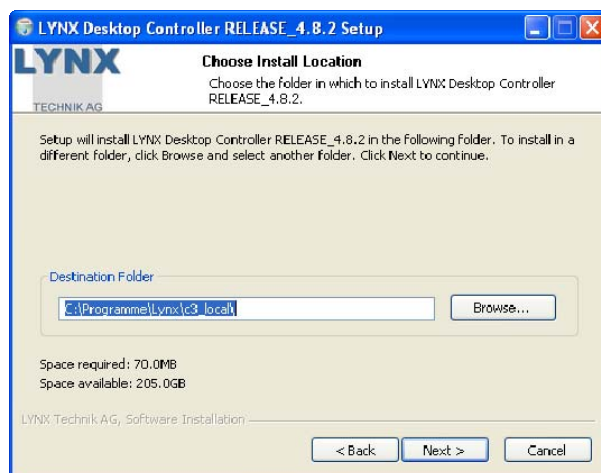 LYNX Desktop Controller RELEASE_4.8.2 Setup
LYNX
TECHNIK AG
Choose Install Location
Choose the folder in which to install LYNX Desktop Controller
RELEASE_4.8.2.
Setup will install LYNX Desktop Controller RELEASE_4.8.2 in the following folder. To install in a
different folder, click Browse and select another folder. Click Next to continue.
Destination Folder
C:\Programme\Lynx\c3_local\
Browse...
Space required: 70.0MB
Space available: 205.0GB
LYNX Technik AG, Software Installation
< Back
Next >
Cancel